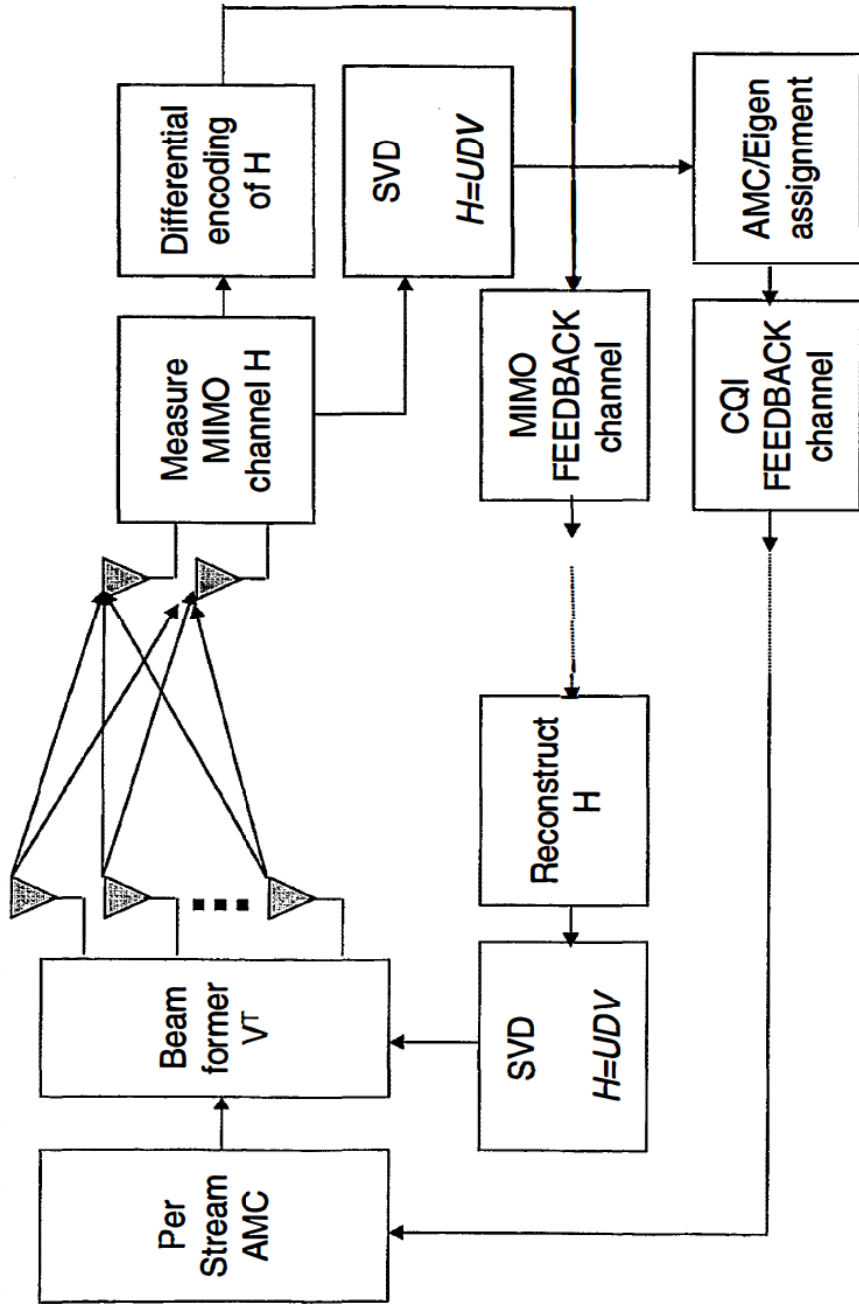 Per
Stream
AMC
Beam
former
V^T
Measure
MIMO
channel H
Differential
encoding
of H
SVD
H=UDV
SVD
H=UDV
Reconstruct
H
MIMO
FEEDBACK
channel
AMC/Eigen
assignment
CQI
FEEDBACK
channel